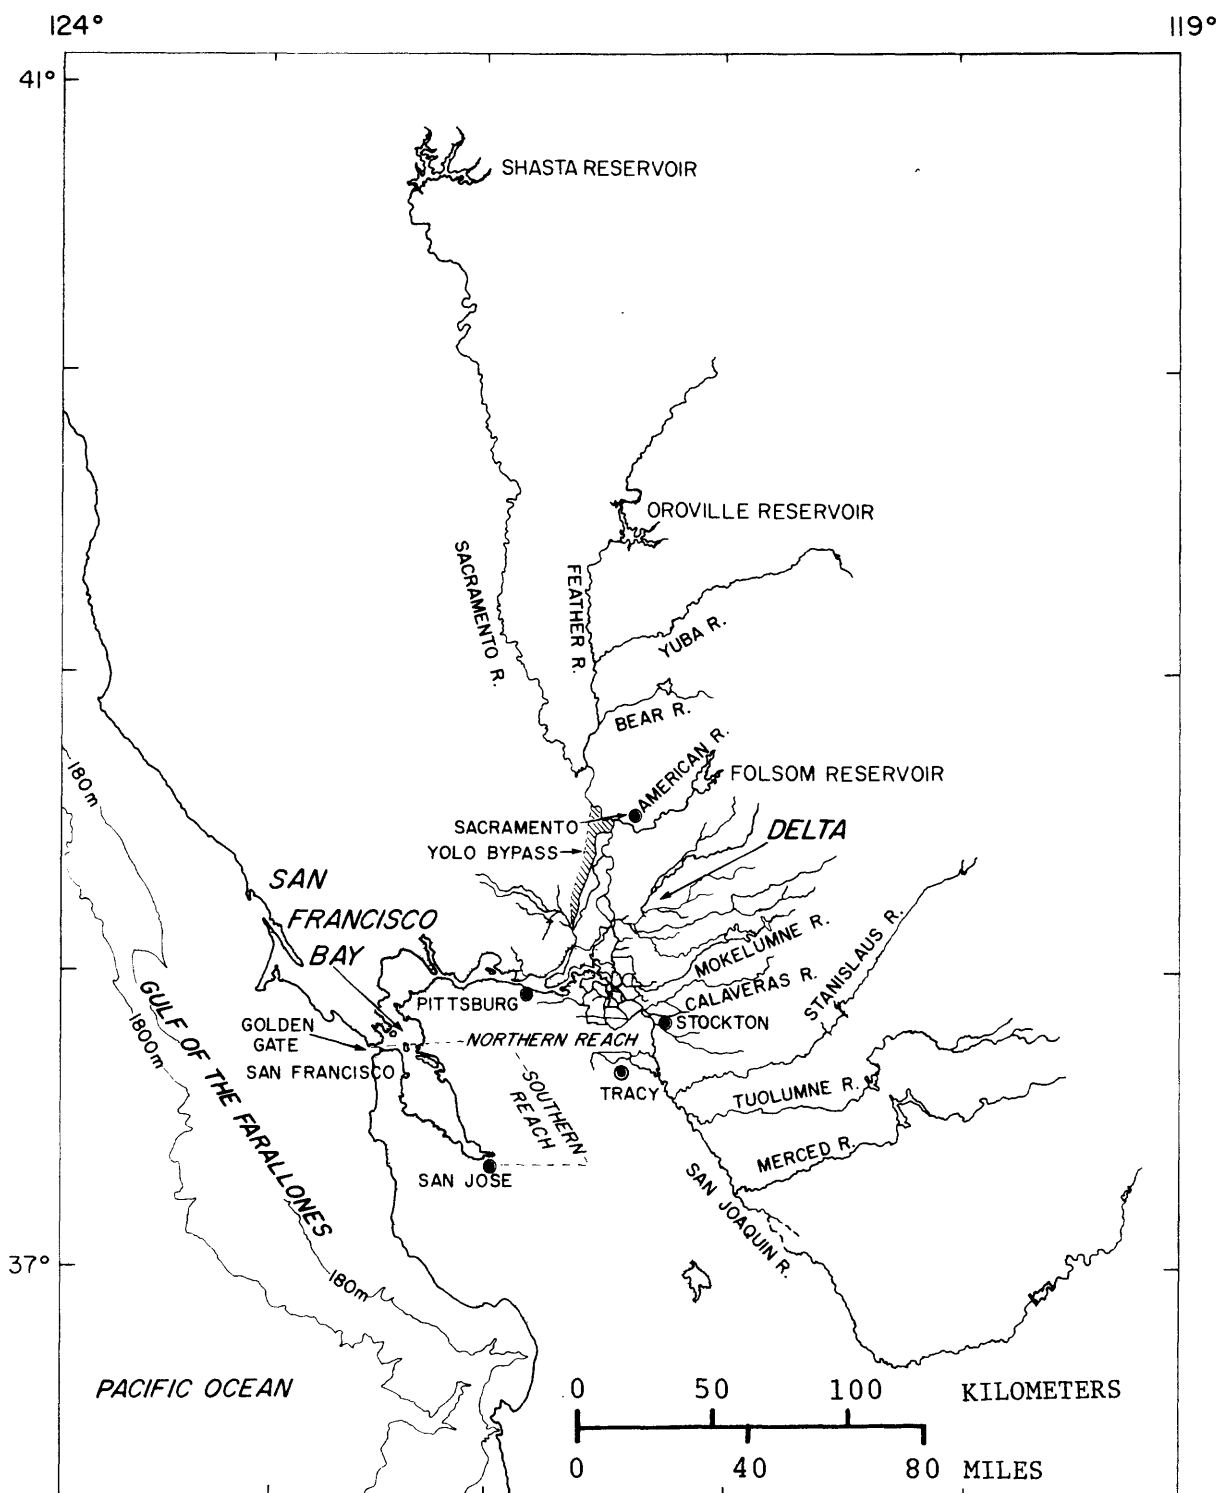 124°
119°
41°
SHASTA RESERVOIR
OROVILLE RESERVOIR
SACRAMENTO R.
FEATHER R.
YUBA R.
BEAR R.
AMERICAN R.
180m
FOLSOM RESERVOIR
SACRAMENTO
DELTA
YOLO BYPASS
SAN
FRANCISCO
BAY
MOKELUMNE R.
STANISLAUS R.
CALAVERAS R.
PITTSBURG
STOCKTON
GOLDEN
GATE
NORTHERN REACH
1800m
GULF OF THE FARALLONES
SAN FRANCISCO
SOUTHERN
REACH
TRACY
TUOLUMNE R.
MERCED R.
SAN JOSE
SAN JOAQUIN R.
37°
180m
PACIFIC OCEAN
0 50 100 KILOMETERS
0 40 80 MILES